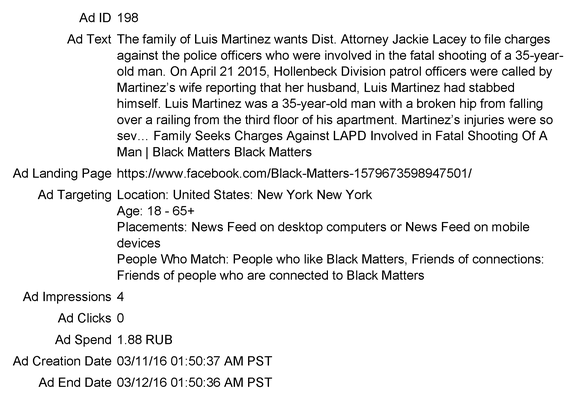 Ad ID 198
Ad Text The family of Luis Martinez wants Dist. Attorney Jackie Lacey to file charges
against the police officers who were involved in the fatal shooting of a 35-year-
old man. On April 21 2015, Hollenbeck Division patrol officers were called by
Martinez's wife reporting that her husband, Luis Martinez had stabbed
himself. Luis Martinez was a 35-year-old man with a broken hip from falling
over a railing from the third floor of his apartment. Martinez's injuries were so
sev... Family Seeks Charges Against LAPD Involved in Fatal Shooting Of A
Man | Black Matters Black Matters
Ad Landing Page https://www.facebook.com/Black-Matters-1579673598947501/
Ad Targeting Location: United States: New York New York
Age: 18 - 65+
Placements: News Feed on desktop computers or News Feed on mobile
devices
People Who Match: People who like Black Matters, Friends of connections:
Friends of people who are connected to Black Matters
Ad Impressions 4
Ad Clicks 0
Ad Spend 1.88 RUB
Ad Creation Date 03/11/16 01:50:37 AM PST
Ad End Date 03/12/16 01:50:36 AM PST